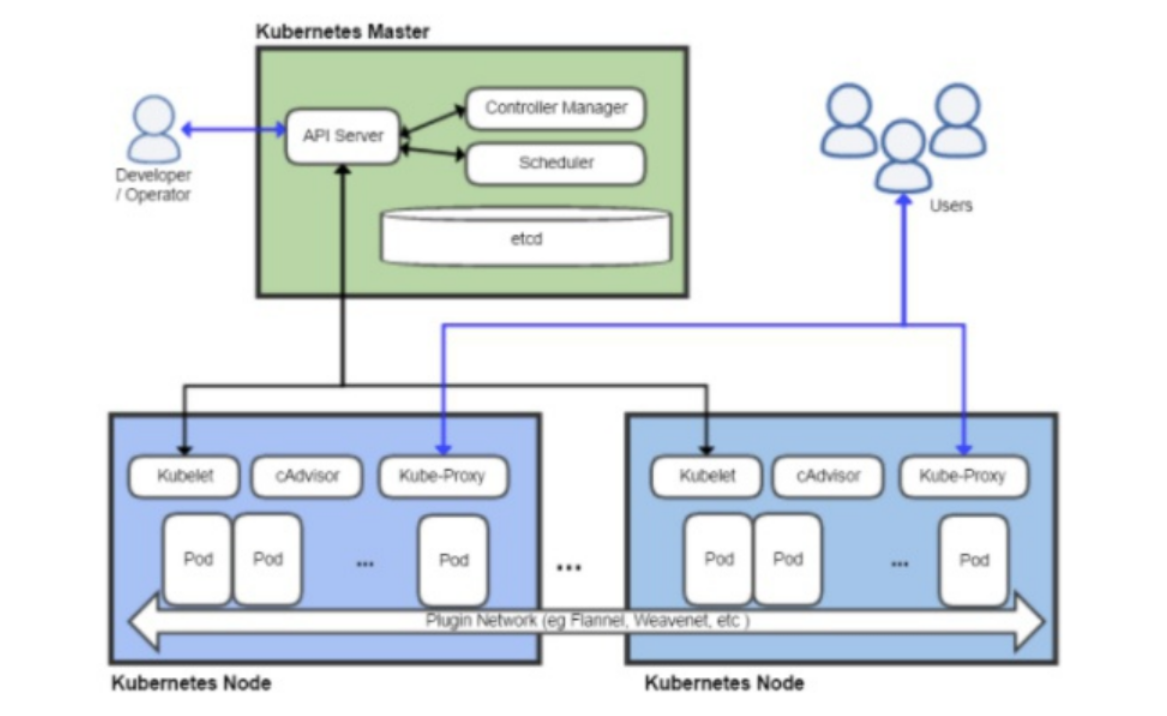 Kubernetes Master
Controller Manager
API Server
Scheduler
Developer
/ Operator
Users
etcd
Kubelet
cAdvisor
Kube-Proxy
Kubelet
cAdvisor
Kube-Proxy
Pod
Pod
...
Pod
...
Pod
Pod
...
Pod
Plugin Network (eg Flannel, Weavenet, etc )
Kubernetes Node
Kubernetes Node